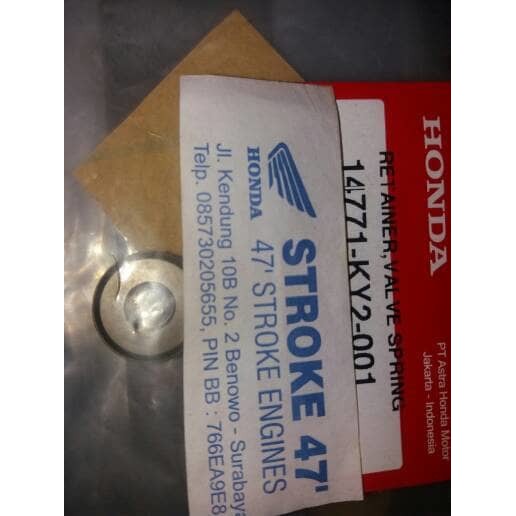 HONDA
PT Astra Honda Motor
Jakarta - Indonesia
RETAINER, VALVE SPRING
14771-KY2-001
HONDA
STROKE 47'
47' STROKE ENGINES
Jl. Kendung 10B No. 2 Benowo - Surabaya
Telp. 085730205655, PIN BB : 766EA9E8